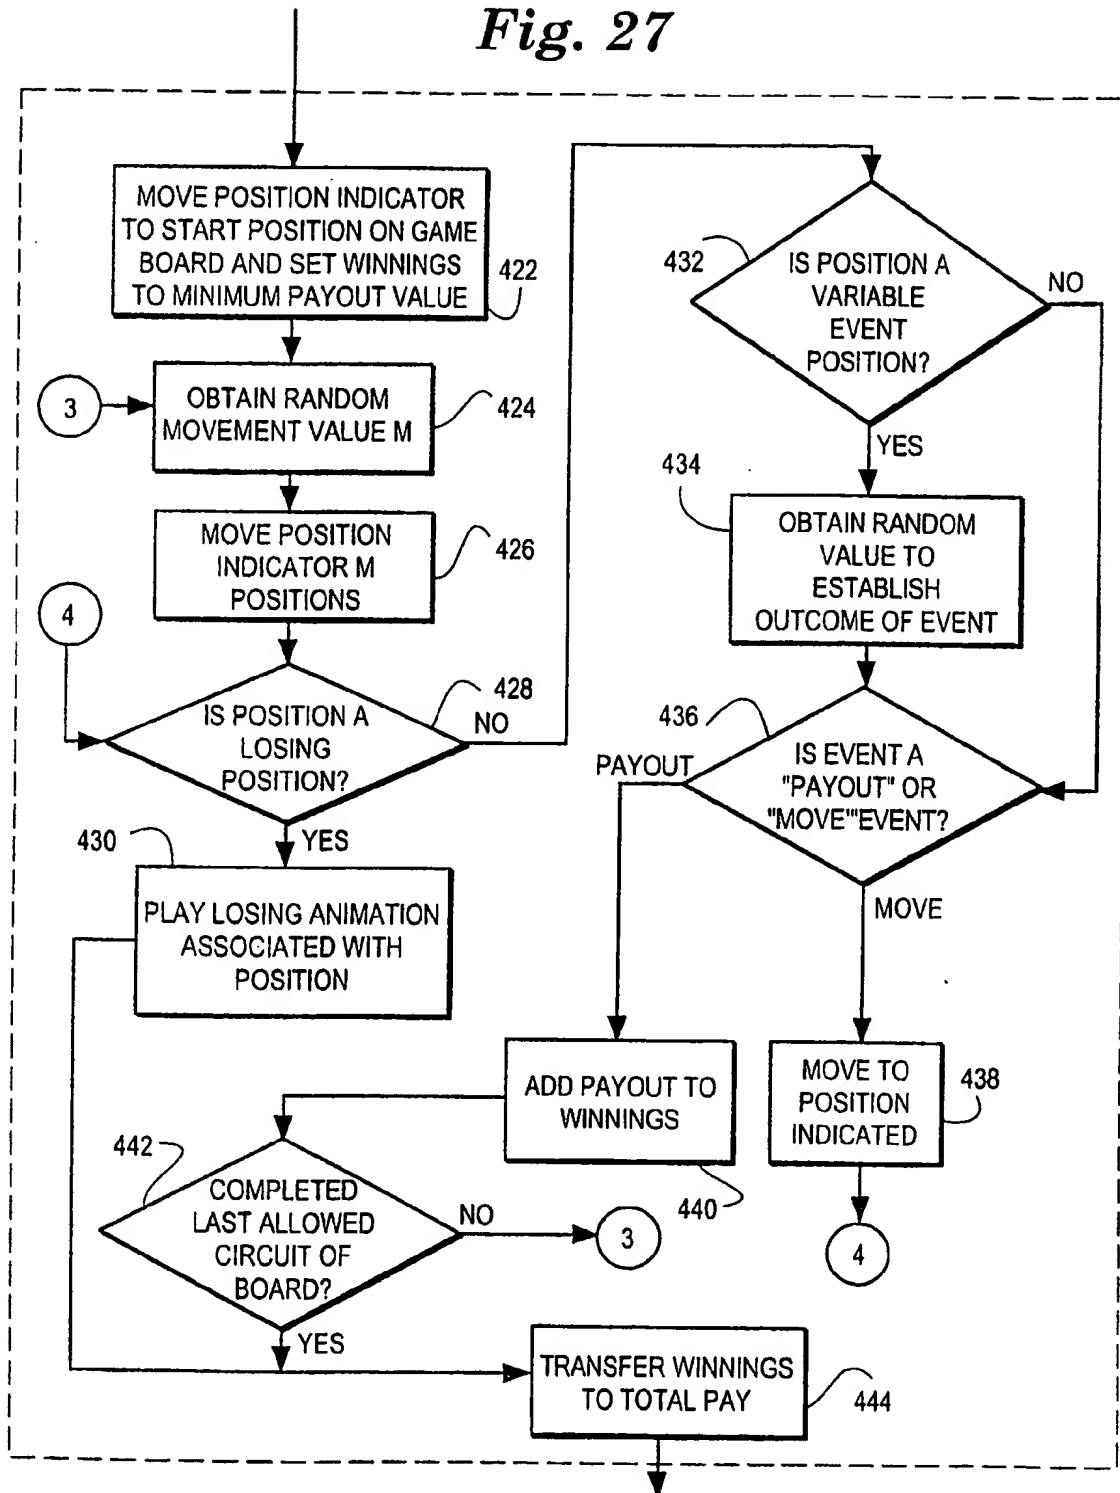 Fig. 27
MOVE POSITION INDICATOR
TO START POSITION ON GAME
BOARD AND SET WINNINGS
TO MINIMUM PAYOUT VALUE
422
3
OBTAIN RANDOM
MOVEMENT VALUE M
424
MOVE POSITION
INDICATOR M
POSITIONS
426
4
IS POSITION A
LOSING
POSITION?
428
NO
YES
430
PLAY LOSING ANIMATION
ASSOCIATED WITH
POSITION
432
IS POSITION A
VARIABLE
EVENT
POSITION?
NO
YES
434
OBTAIN RANDOM
VALUE TO
ESTABLISH
OUTCOME OF EVENT
436
IS EVENT A
"PAYOUT" OR
"MOVE'"EVENT?
PAYOUT
MOVE
ADD PAYOUT TO
WINNINGS
440
MOVE TO
POSITION
INDICATED
438
4
442
COMPLETED
LAST ALLOWED
CIRCUIT OF
BOARD?
NO
3
YES
TRANSFER WINNINGS
TO TOTAL PAY
444